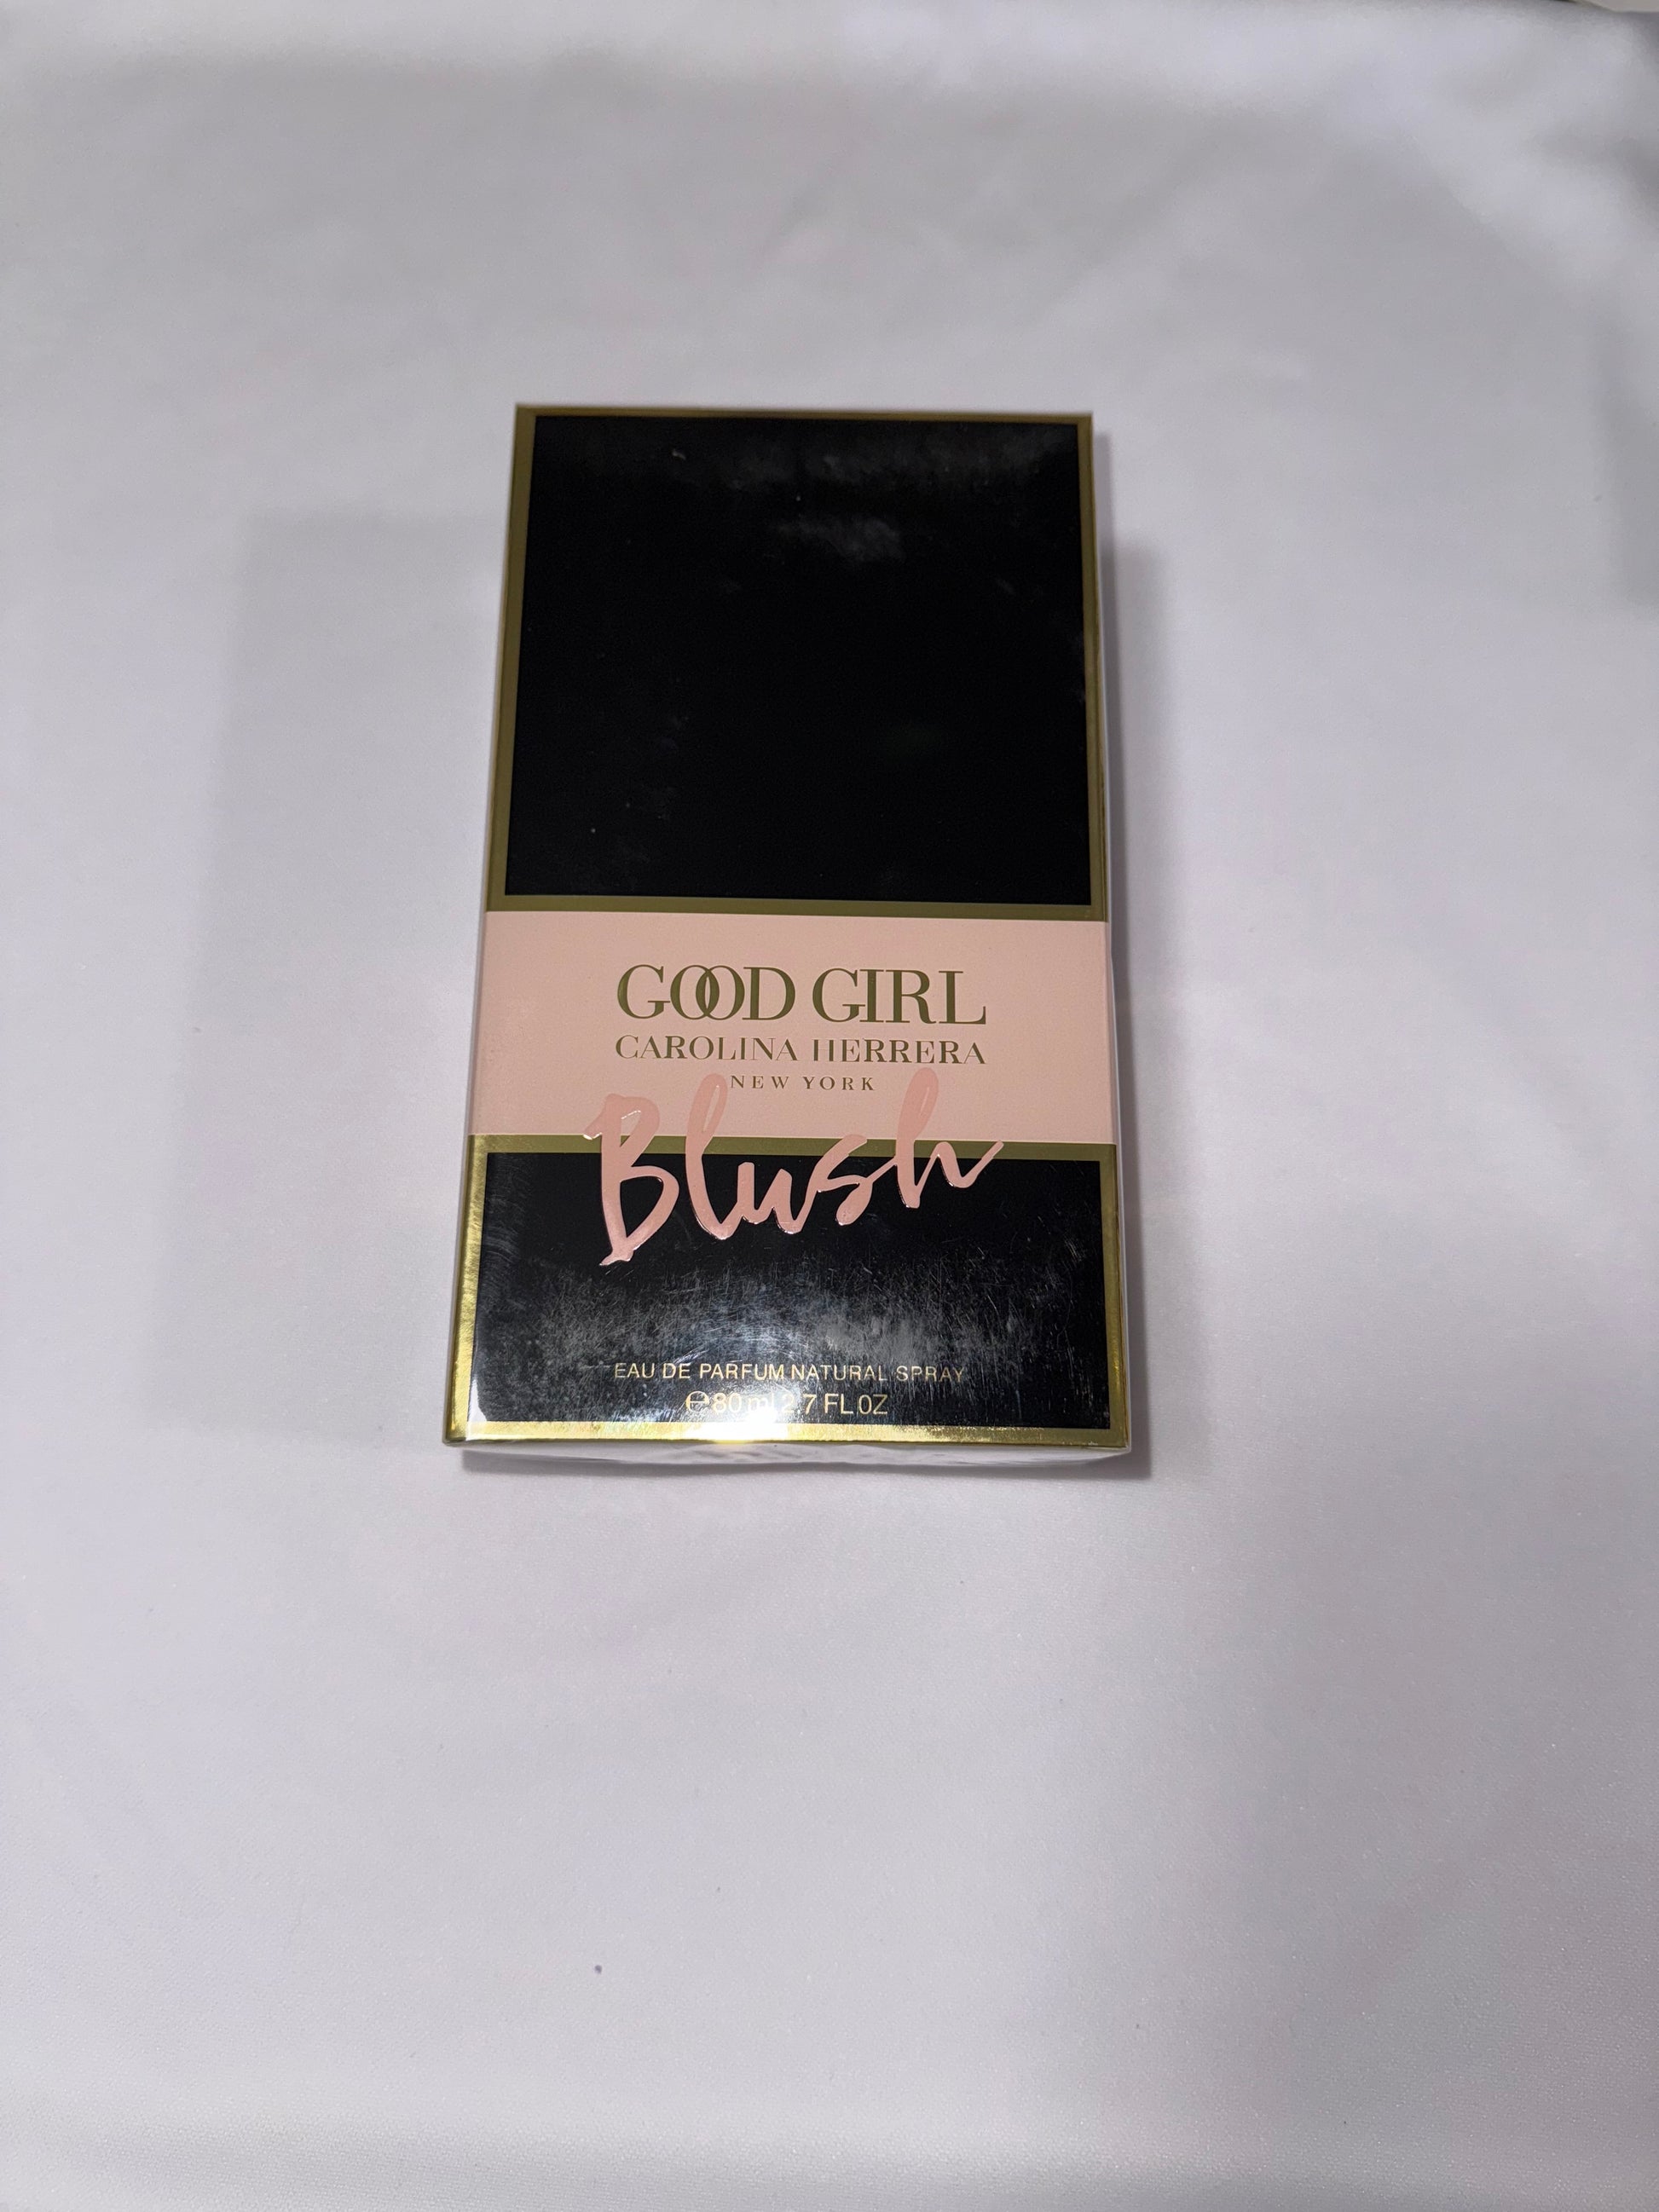 GOOD GIRL
CAROLINA HERRERA
NEW YORK
Blush
EAU DE PARFUM NATURAL SPRAY
℮80 ml 2.7 FL OZ